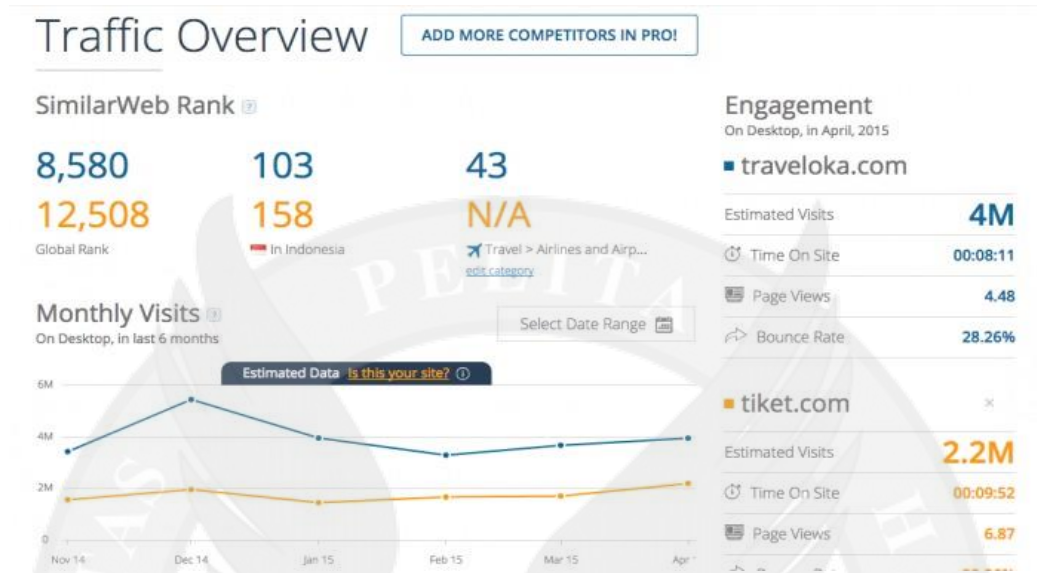 Traffic Overview
ADD MORE COMPETITORS IN PRO!
SimilarWeb Rank ?
8,580 103 43
12,508 158 N/A
Global Rank In Indonesia Travel > Airlines and Airp...
edit category
Monthly Visits ?
On Desktop, in last 6 months
Select Date Range
Estimated Data Is this your site?
6M
4M
2M
0
Nov 14 Dec 14 Jan 15 Feb 15 Mar 15 Apr
Engagement
On Desktop, in April, 2015
traveloka.com
Estimated Visits 4M
Time On Site 00:08:11
Page Views 4.48
Bounce Rate 28.26%
tiket.com ×
Estimated Visits 2.2M
Time On Site 00:09:52
Page Views 6.87
PELITA
AS
H